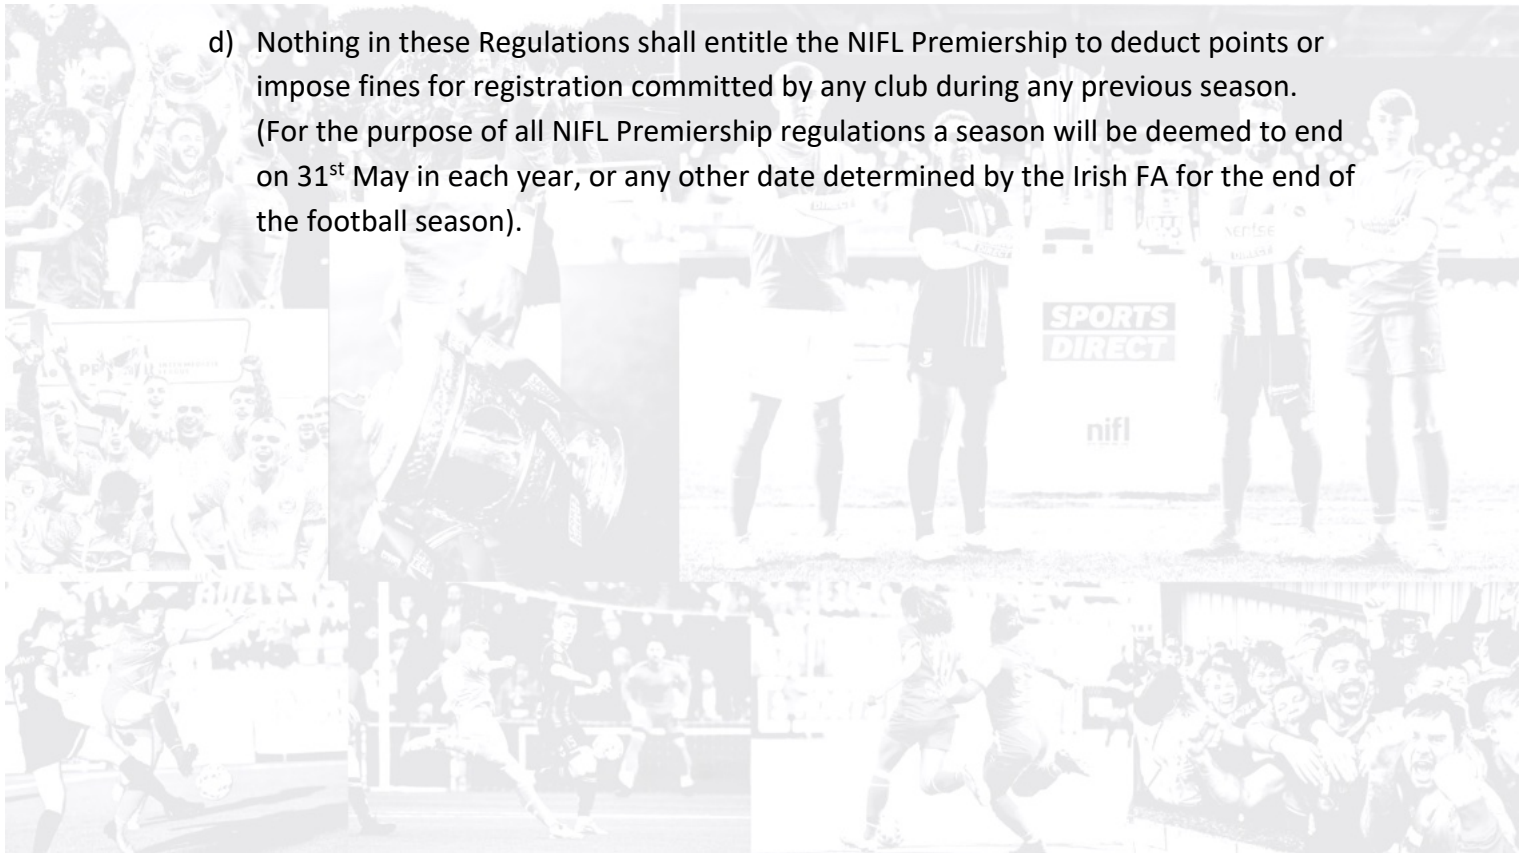 d) Nothing in these Regulations shall entitle the NIFL Premiership to deduct points or
impose fines for registration committed by any club during any previous season.
(For the purpose of all NIFL Premiership regulations a season will be deemed to end
on 31st May in each year, or any other date determined by the Irish FA for the end of
the football season).
SPORTS
DIRECT
nifl